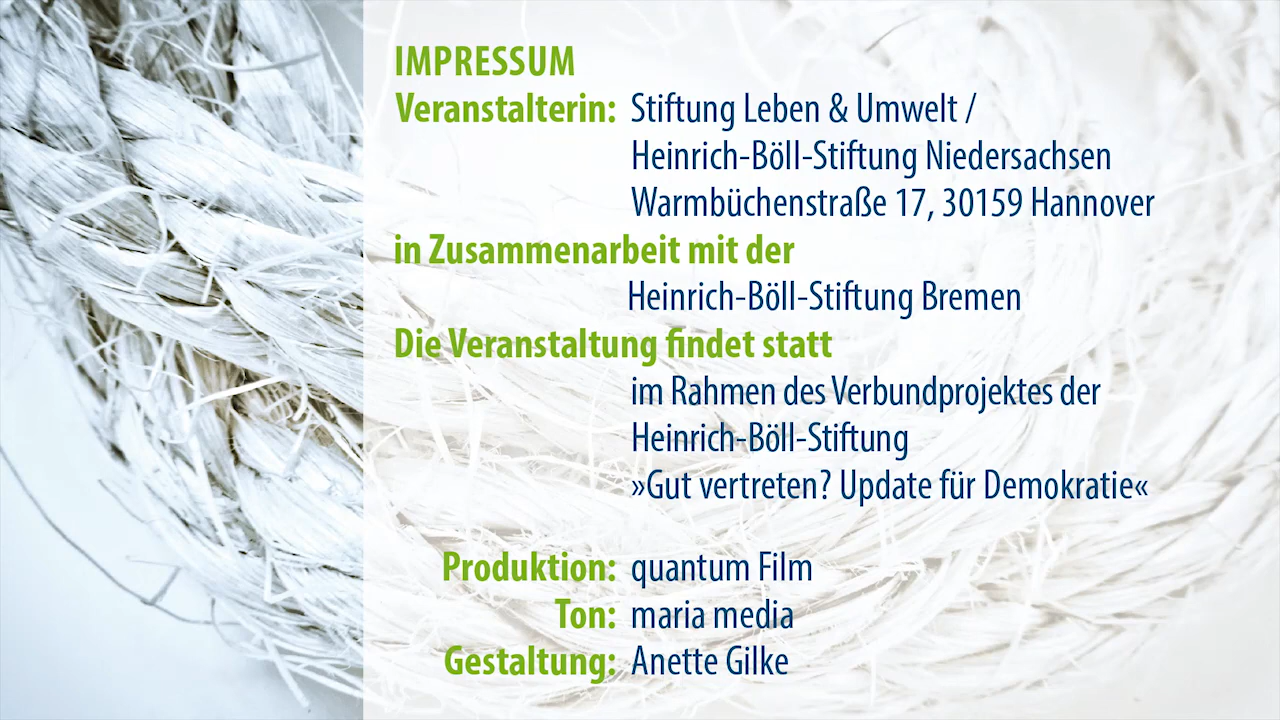 IMPRESSUM
Veranstalterin: Stiftung Leben & Umwelt /
Heinrich-Böll-Stiftung Niedersachsen
Warmbüchenstraße 17, 30159 Hannover
in Zusammenarbeit mit der
Heinrich-Böll-Stiftung Bremen
Die Veranstaltung findet statt
im Rahmen des Verbundprojektes der
Heinrich-Böll-Stiftung
»Gut vertreten? Update für Demokratie«
Produktion: quantum Film
Ton: maria media
Gestaltung: Anette Gilke